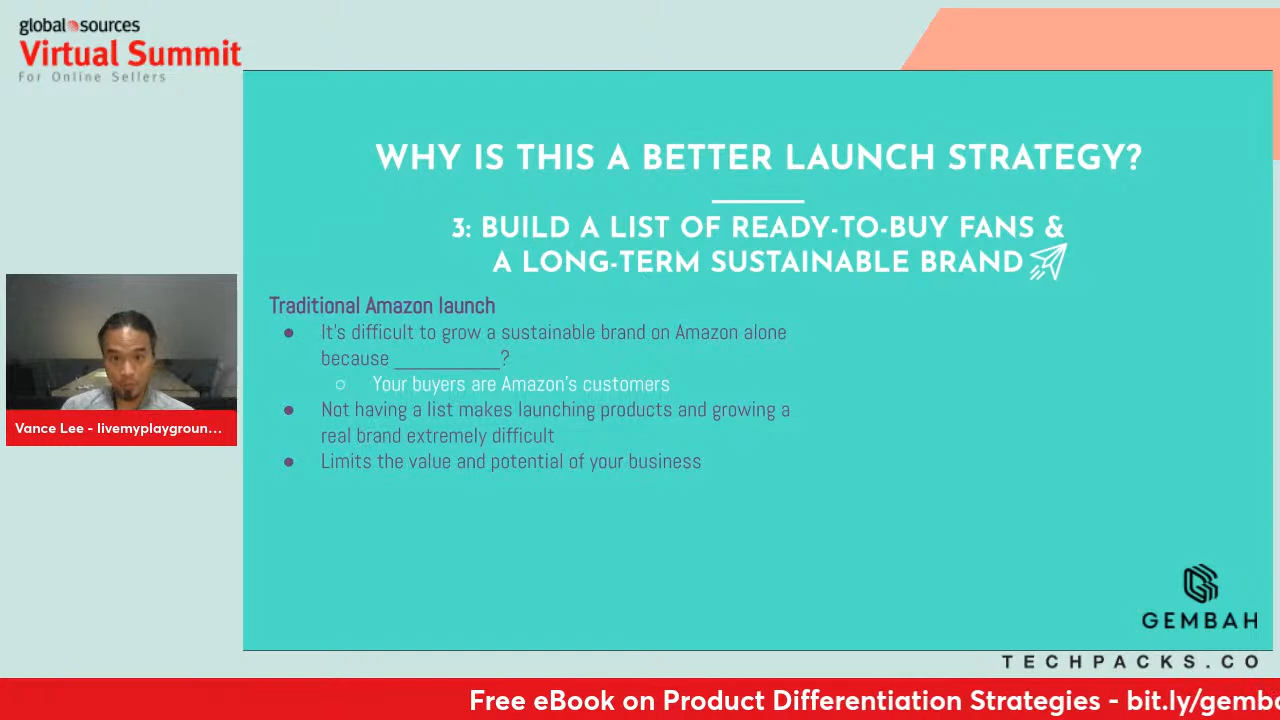 global sources
Virtual Summit
For Online Sellers
WHY IS THIS A BETTER LAUNCH STRATEGY?
3: BUILD A LIST OF READY-TO-BUY FANS &
A LONG-TERM SUSTAINABLE BRAND
Traditional Amazon launch
● It's difficult to grow a sustainable brand on Amazon alone
because __________?
○ Your buyers are Amazon's customers
● Not having a list makes launching products and growing a
real brand extremely difficult
● Limits the value and potential of your business
Vance Lee - livemyplaygroun...
GEMBAH
TECHPACKS.CO
Free eBook on Product Differentiation Strategies - bit.ly/gemb